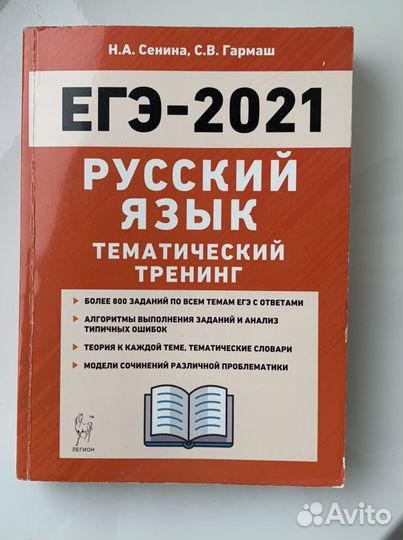 Н.А. Сенина, С.В. Гармаш
ЕГЭ-2021
РУССКИЙ
ЯЗЫК
ТЕМАТИЧЕСКИЙ
ТРЕНИНГ
БОЛЕЕ 800 ЗАДАНИЙ ПО ВСЕМ ТЕМАМ ЕГЭ С ОТВЕТАМИ
АЛГОРИТМЫ ВЫПОЛНЕНИЯ ЗАДАНИЙ И АНАЛИЗ
ТИПИЧНЫХ ОШИБОК
ТЕОРИЯ К КАЖДОЙ ТЕМЕ, ТЕМАТИЧЕСКИЕ СЛОВАРИ
МОДЕЛИ СОЧИНЕНИЙ РАЗЛИЧНОЙ ПРОБЛЕМАТИКИ
ЛЕГИОН
Avito